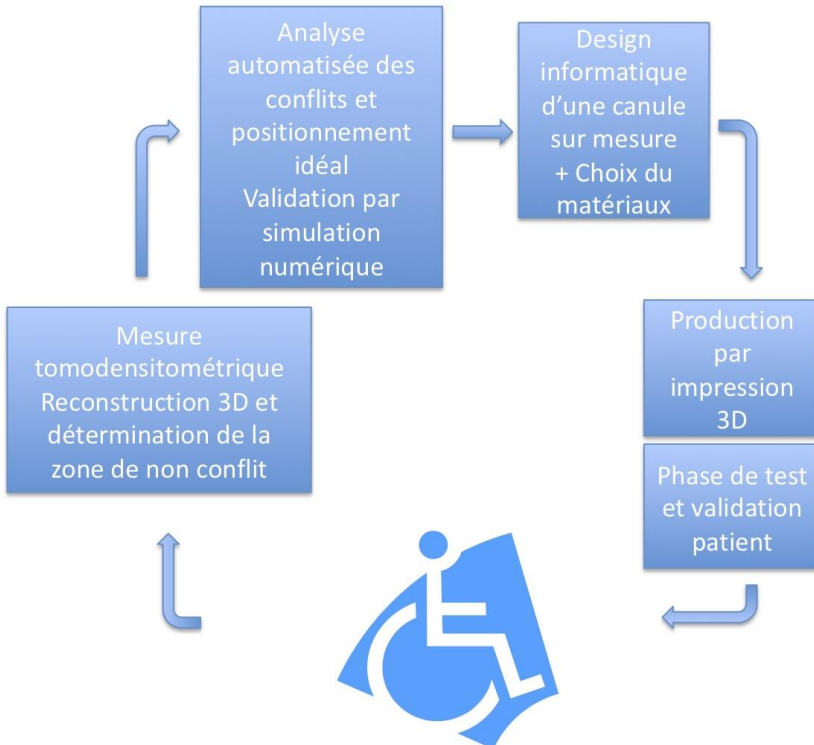 Analyse
automatisée des
conflits et
positionnement
idéal
Validation par
simulation
numérique
Design
informatique
d’une canule
sur mesure
+ Choix du
matériaux
Production
par
impression
3D
Phase de test
et validation
patient
Mesure
tomodensitométrique
Reconstruction 3D et
détermination de la
zone de non conflit